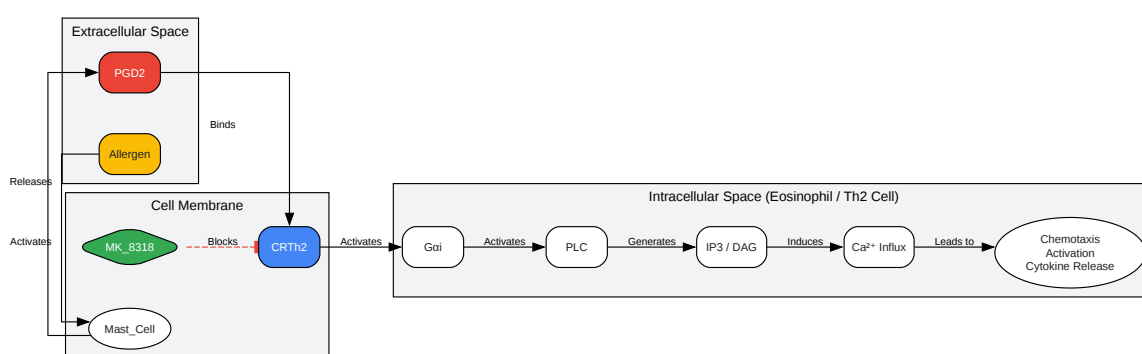 Extracellular Space
PGD2
Binds
Allergen
Releases
Cell Membrane
Intracellular Space (Eosinophil / Th2 Cell)
Activates
MK_8318
Blocks
CRTh2
Activates
Gαi
Activates
PLC
Generates
IP3 / DAG
Induces
Ca²⁺ Influx
Leads to
Chemotaxis
Activation
Cytokine Release
Mast_Cell